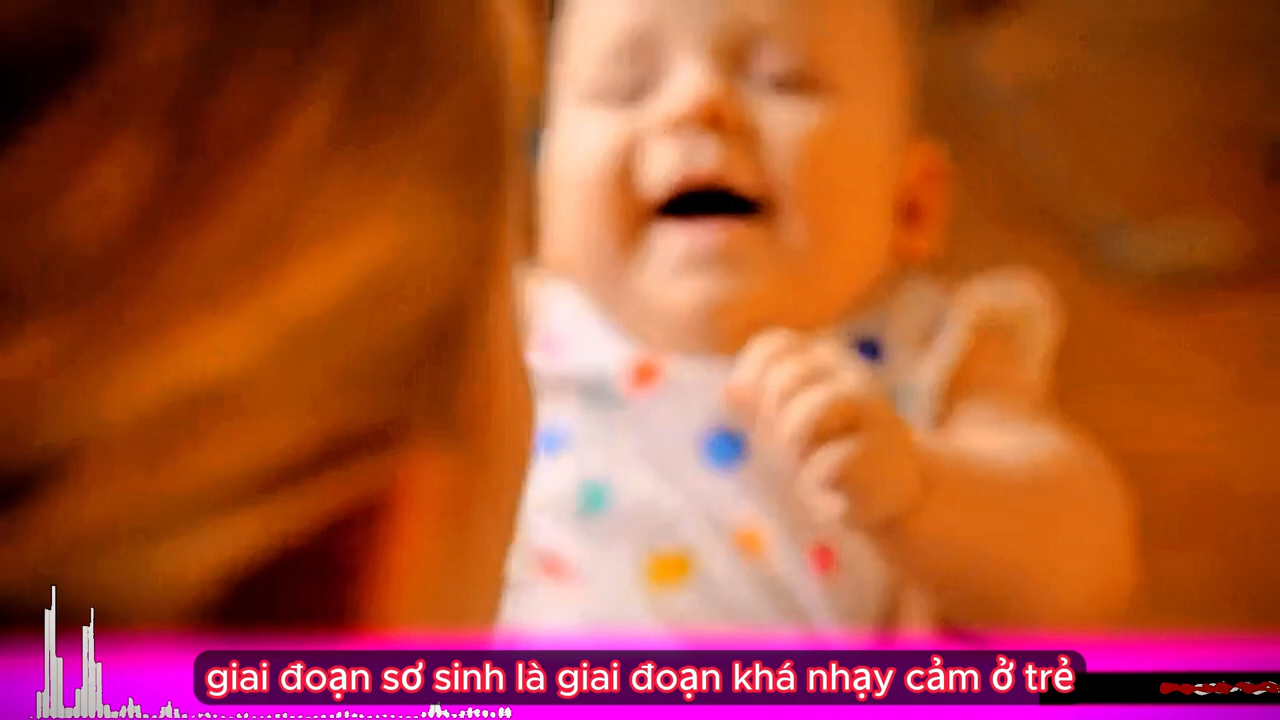 giai đoạn sơ sinh là giai đoạn khá nhạy cảm ở trẻ